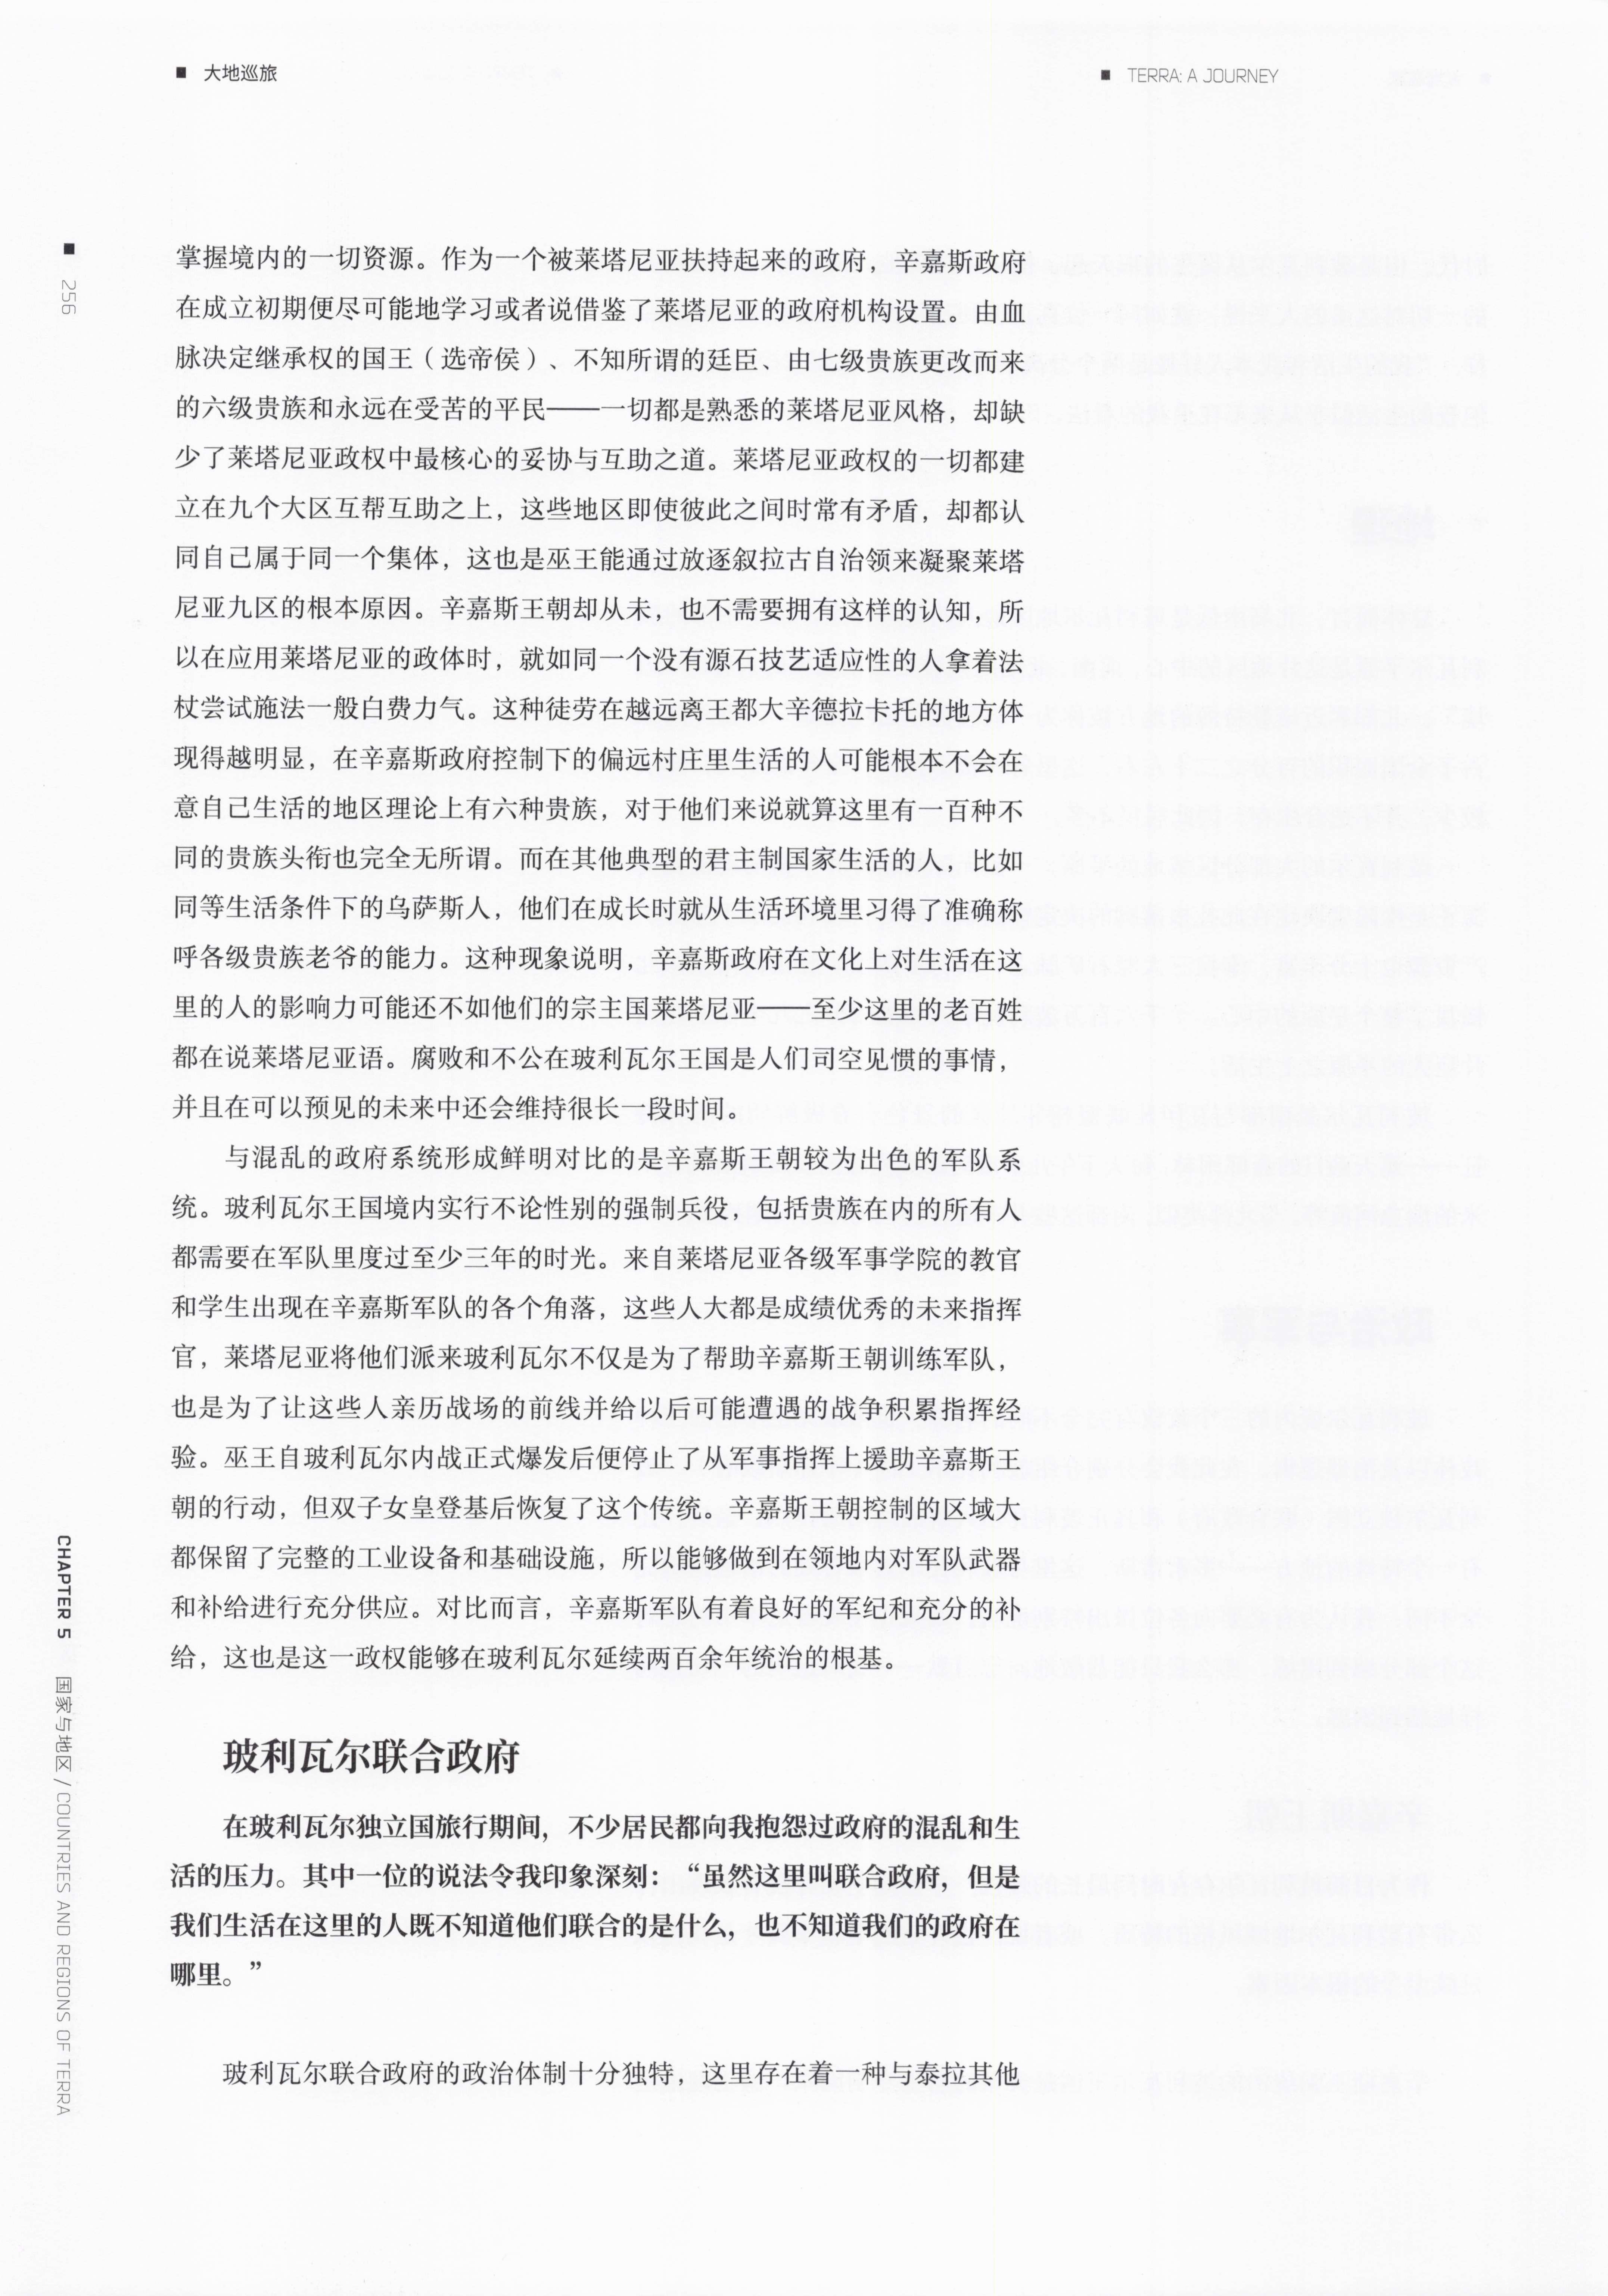 大地巡旅
TERRA: A JOURNEY
256
掌握境内的一切资源。作为一个被莱塔尼亚扶持起来的政府，辛嘉斯政府
在成立初期便尽可能地学习或者说借鉴了莱塔尼亚的政府机构设置。由血
脉决定继承权的国王（选帝侯）、不知所谓的廷臣、由七级贵族更改而来
的六级贵族和永远在受苦的平民——一切都是熟悉的莱塔尼亚风格，却缺
少了莱塔尼亚政权中最核心的妥协与互助之道。莱塔尼亚政权的一切都建
立在九个大区互帮互助之上，这些地区即使彼此之间时常有矛盾，却都认
同自己属于同一个集体，这也是巫王能通过放逐叙拉古自治领来凝聚莱塔
尼亚九区的根本原因。辛嘉斯王朝却从未，也不需要拥有这样的认知，所
以在应用莱塔尼亚的政体时，就如同一个没有源石技艺适应性的人拿着法
杖尝试施法一般白费力气。这种徒劳在越远离王都大辛德拉卡托的地方体
现得越明显，在辛嘉斯政府控制下的偏远村庄里生活的人可能根本不会在
意自己生活的地区理论上有六种贵族，对于他们来说就算这里有一百种不
同的贵族头衔也完全无所谓。而在其他典型的君主制国家生活的人，比如
同等生活条件下的乌萨斯人，他们在成长时就从生活环境里习得了准确称
呼各级贵族老爷的能力。这种现象说明，辛嘉斯政府在文化上对生活在这
里的人的影响力可能还不如他们的宗主国莱塔尼亚——至少这里的老百姓
都在说莱塔尼亚语。腐败和不公在玻利瓦尔王国是人们司空见惯的事情，
并且在可以预见的未来中还会维持很长一段时间。
与混乱的政府系统形成鲜明对比的是辛嘉斯王朝较为出色的军队系
统。玻利瓦尔王国境内实行不论性别的强制兵役，包括贵族在内的所有人
都需要在军队里度过至少三年的时光。来自莱塔尼亚各级军事学院的教官
和学生出现在辛嘉斯军队的各个角落，这些人大都是成绩优秀的未来指挥
官，莱塔尼亚将他们派来玻利瓦尔不仅是为了帮助辛嘉斯王朝训练军队，
也是为了让这些人亲历战场的前线并给以后可能遭遇的战争积累指挥经
验。巫王自玻利瓦尔内战正式爆发后便停止了从军事指挥上援助辛嘉斯王
朝的行动，但双子女皇登基后恢复了这个传统。辛嘉斯王朝控制的区域大
都保留了完整的工业设备和基础设施，所以能够做到在领地内对军队武器
和补给进行充分供应。对比而言，辛嘉斯军队有着良好的军纪和充分的补
给，这也是这一政权能够在玻利瓦尔延续两百余年统治的根基。
玻利瓦尔联合政府
在玻利瓦尔独立国旅行期间，不少居民都向我抱怨过政府的混乱和生
活的压力。其中一位的说法令我印象深刻：“虽然这里叫联合政府，但是
我们生活在这里的人既不知道他们联合的是什么，也不知道我们的政府在
哪里。”
玻利瓦尔联合政府的政治体制十分独特，这里存在着一种与泰拉其他
CHAPTER 5 国家与地区 / COUNTRIES AND REGIONS OF TERRA